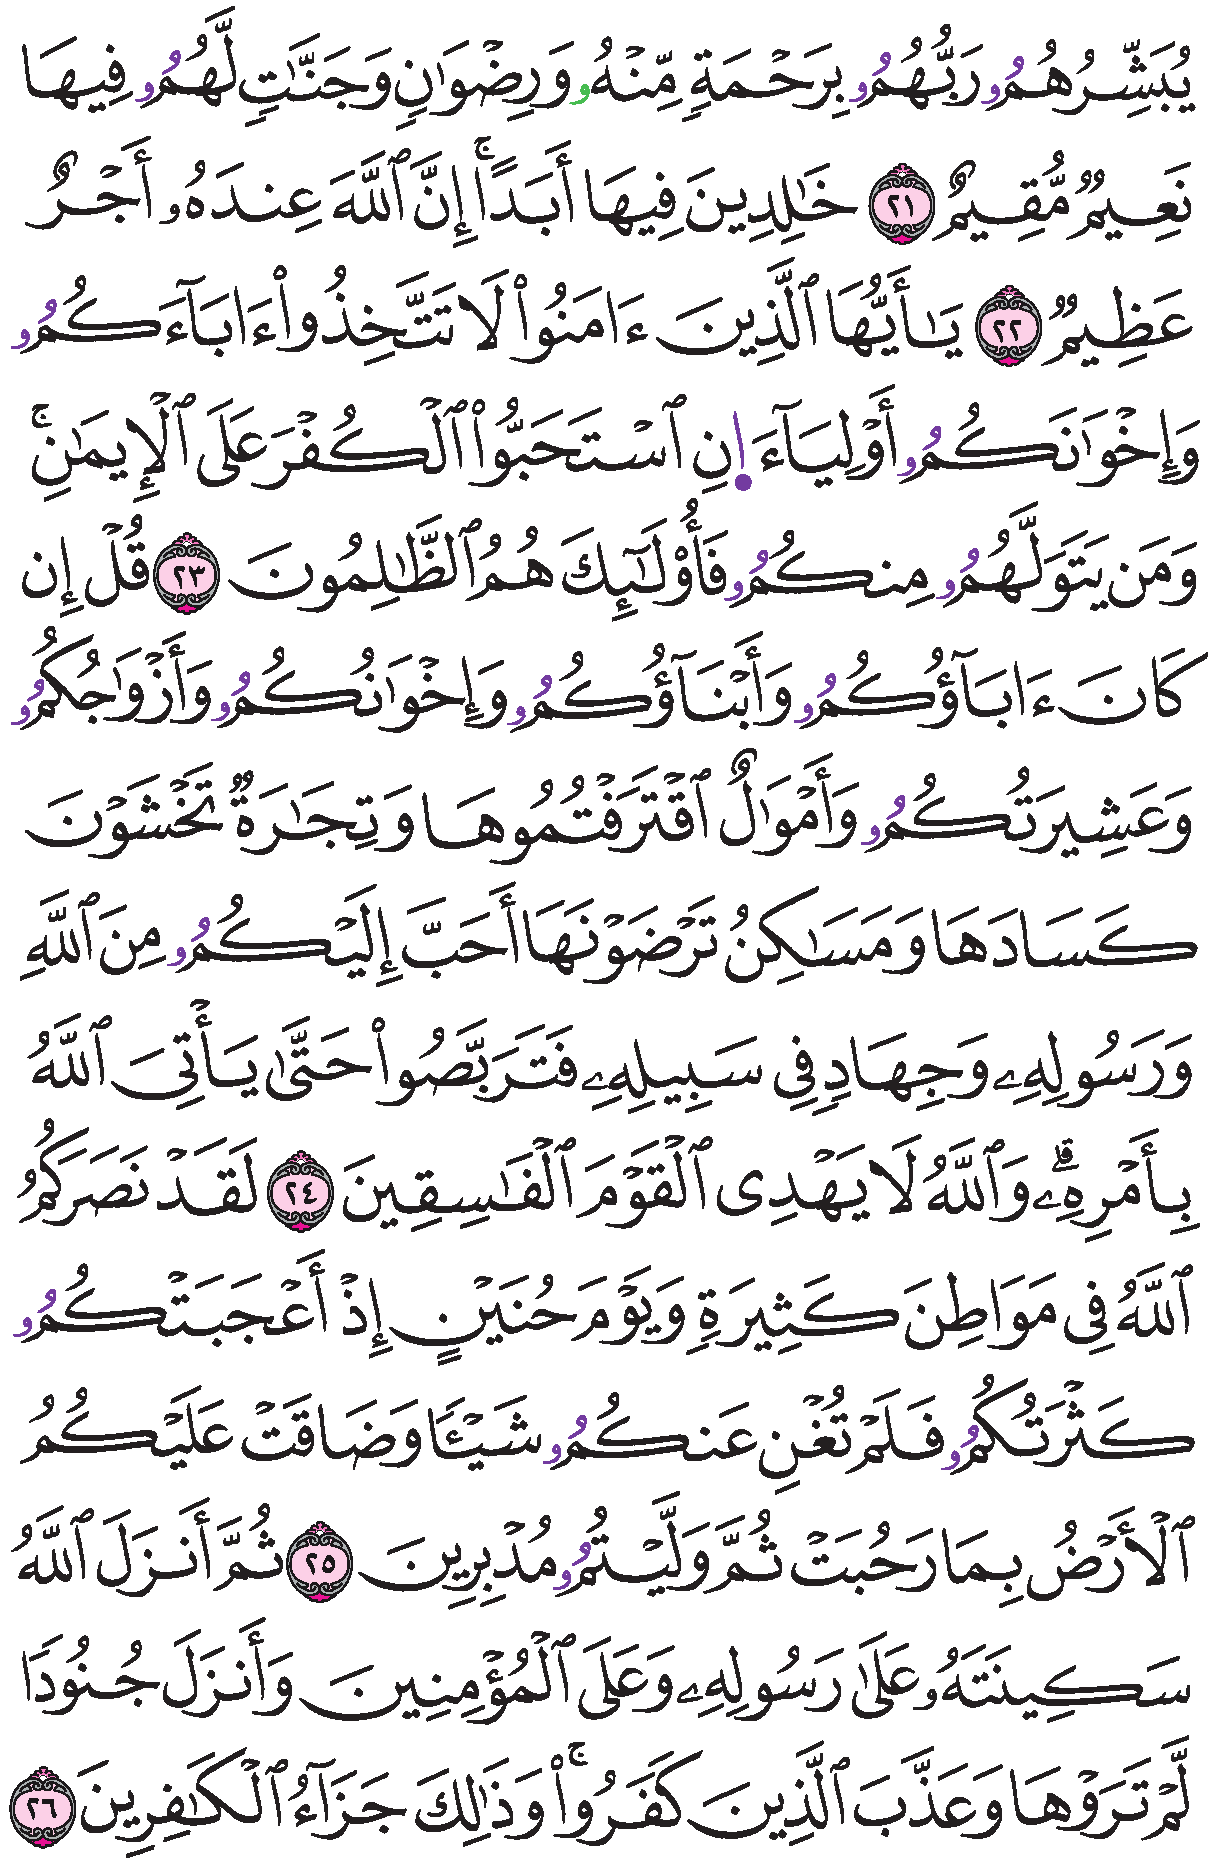 يُبَشِّرُهُمُۥ رَبُّهُمُۥ بِرَحْمَةٍ مِّنْهُۥ وَرِضْوَٰنٍ وَجَنَّٰتٍ لَّهُمُۥ فِيهَا
نَعِيمٌ مُّقِيمٌ ٢١ خَٰلِدِينَ فِيهَا أَبَدًاۚ إِنَّ ٱللَّهَ عِندَهُۥ أَجْرٌ
عَظِيمٌ ٢٢ يَٰأَيُّهَا ٱلَّذِينَ ءَامَنُواْ لَا تَتَّخِذُواْ ءَابَآءَكُمُۥ
وَإِخْوَٰنَكُمُۥ أَوْلِيَآءَ اِ۪نِ ٱسْتَحَبُّواْ ٱلْكُفْرَ عَلَى ٱلْإِيمَٰنِۚ
وَمَن يَتَوَلَّهُمُۥ مِنكُمُۥ فَأُوْلَٰٓئِكَ هُمُ ٱلظَّٰلِمُونَ ٢٣ قُلْ إِن
كَانَ ءَابَآؤُكُمُۥ وَأَبْنَآؤُكُمُۥ وَإِخْوَٰنُكُمُۥ وَأَزْوَٰجُكُمُۥ
وَعَشِيرَتُكُمُۥ وَأَمْوَٰلٌ ٱقْتَرَفْتُمُوهَا وَتِجَٰرَةٌ تَخْشَوْنَ
كَسَادَهَا وَمَسَٰكِنُ تَرْضَوْنَهَا أَحَبَّ إِلَيْكُمُۥ مِنَ ٱللَّهِ
وَرَسُولِهِۦ وَجِهَادٍ فِي سَبِيلِهِۦ فَتَرَبَّصُواْ حَتَّىٰ يَأْتِىَ ٱللَّهُ
بِأَمْرِهِۦۗ وَٱللَّهُ لَا يَهْدِى ٱلْقَوْمَ ٱلْفَٰسِقِينَ ٢٤ لَقَدْ نَصَرَكُمُ
ٱللَّهُ فِى مَوَاطِنَ كَثِيرَةٍ وَيَوْمَ حُنَيْنٍ إِذْ أَعْجَبَتْكُمُۥ
كَثْرَتُكُمُۥ فَلَمْ تُغْنِ عَنكُمُۥ شَيْـًٔا وَضَاقَتْ عَلَيْكُمُ
ٱلْأَرْضُ بِمَا رَحُبَتْ ثُمَّ وَلَّيْتُمُۥ مُدْبِرِينَ ٢٥ ثُمَّ أَنزَلَ ٱللَّهُ
سَكِينَتَهُۥ عَلَىٰ رَسُولِهِۦ وَعَلَى ٱلْمُؤْمِنِينَ وَأَنزَلَ جُنُودًا
لَّمْ تَرَوْهَا وَعَذَّبَ ٱلَّذِينَ كَفَرُواْۚ وَذَٰلِكَ جَزَآءُ ٱلْكَٰفِرِينَ ٢٦